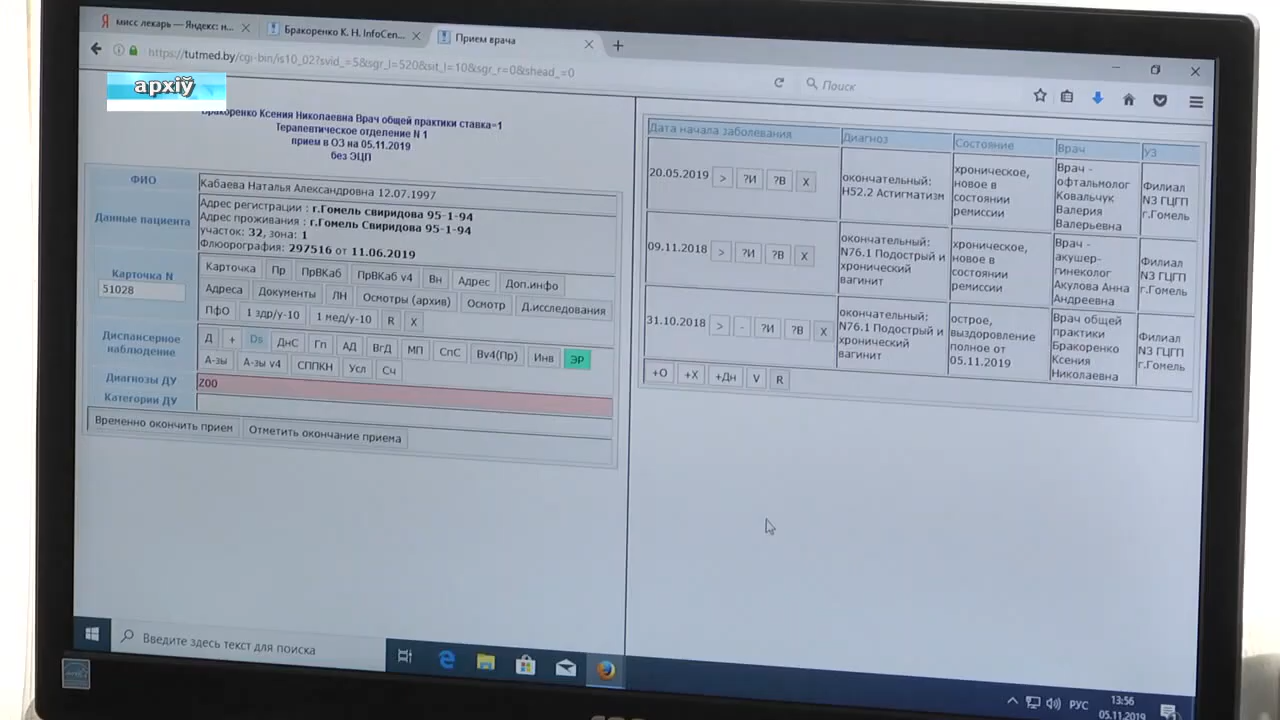 мисс лекарь — Яндекс: н...
Бракоренко К. Н. InfoCen...
Прием врача
https://tutmed.by/cgi-bin/is10_02?svid_=5&sgr_l=520&sit_l=10&sgr_r=0&shead_=0
Поиск
архіў
Бракоренко Ксения Николаевна Врач общей практики ставка=1
Терапевтическое отделение N 1
прием в ОЗ на 05.11.2019
без ЭЦП
ФИО
Кабаева Наталья Александровна 12.07.1997
Данные пациента
Адрес регистрации : г.Гомель свиридова 95-1-94
Адрес проживания : г.Гомель Свиридова 95-1-94
участок: 32, зона: 1
Флюорография: 297516 от 11.06.2019
Карточка N
51028
Карточка Пр ПрВКаб ПрВКаб v4 Вн Адрес Доп.инфо
Адреса Документы ЛН Осмотры (архив) Осмотр Д.исследования
ПфО 1 здр/у-10 1 мед/у-10 R X
Диспансерное
наблюдение
Д + Ds ДнС Гп АД ВгД МП СпС Вv4(Пр) Инв ЭР
А-зы А-зы v4 СППКН Усл Сч
Диагнозы ДУ
Z00
Категории ДУ
Временно окончить прием Отметить окончание приема
Дата начала заболевания Диагноз Состояние Врач УЗ
20.05.2019 > ?И ?В X
окончательный:
H52.2 Астигматизм
хроническое,
новое в
состоянии
ремиссии
Врач -
офтальмолог
Ковальчук
Валерия
Валерьевна
Филиал
N3 ГЦГП
г.Гомель
09.11.2018 > ?И ?В X
окончательный:
N76.1 Подострый и
хронический
вагинит
хроническое,
новое в
состоянии
ремиссии
Врач -
акушер-
гинеколог
Акулова Анна
Андреевна
Филиал
N3 ГЦГП
г.Гомель
31.10.2018 > - ?И ?В X
окончательный:
N76.1 Подострый и
хронический
вагинит
острое,
выздоровление
полное от
05.11.2019
Врач общей
практики
Бракоренко
Ксения
Николаевна
Филиал
N3 ГЦГП
г.Гомель
+О +Х +Дн V R
Введите здесь текст для поиска
РУС
13:56
05.11.2019